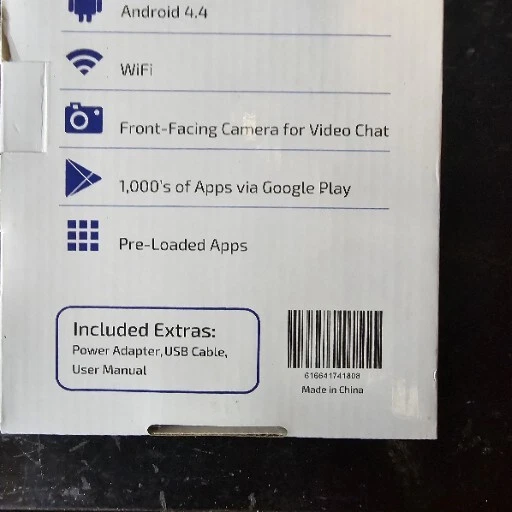 Android 4.4
WiFi
Front-Facing Camera for Video Chat
1,000's of Apps via Google Play
Pre-Loaded Apps
Included Extras:
Power Adapter, USB Cable,
User Manual
616641741808
Made in China